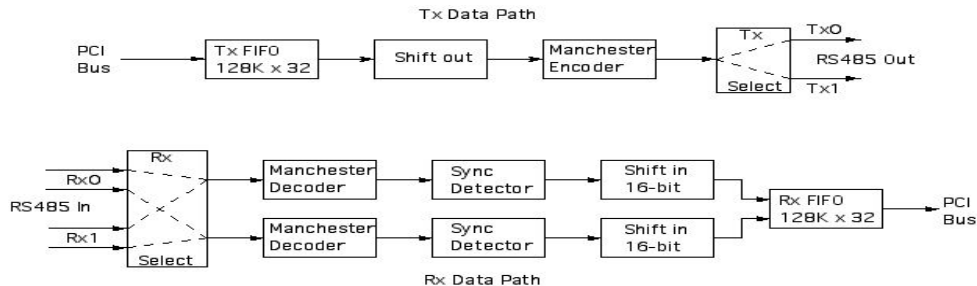 Tx Data Path
PCI
Bus
Tx FIFO
128K x 32
Shift out
Manchester
Encoder
Tx
Select
Tx0
RS485 Out
Tx1
Rx
Rx0
RS485 In
Rx1
Select
Manchester
Decoder
Sync
Detector
Shift in
16-bit
Manchester
Decoder
Sync
Detector
Shift in
16-bit
Rx FIFO
128K x 32
PCI
Bus
Rx Data Path